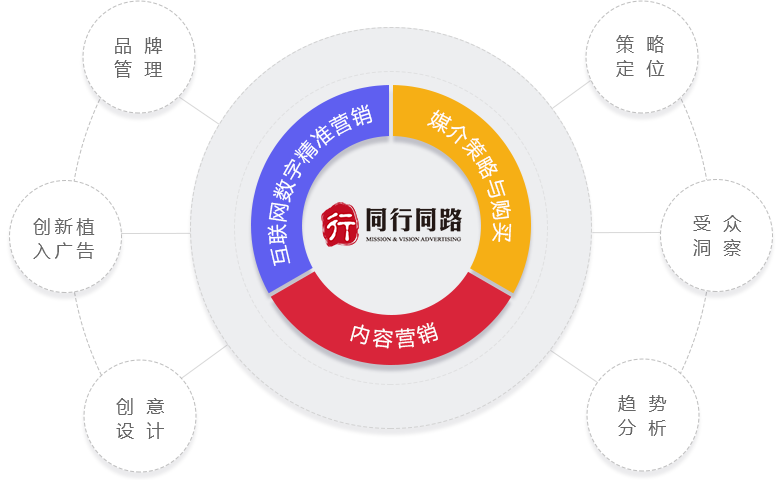 品牌
管理
策略
定位
互联网数字精准营销
媒介策略与购买
创新植
入广告
行
同行同路
MISSION & VISION ADVERTISING
受众
洞察
内容营销
创意
设计
趋势
分析